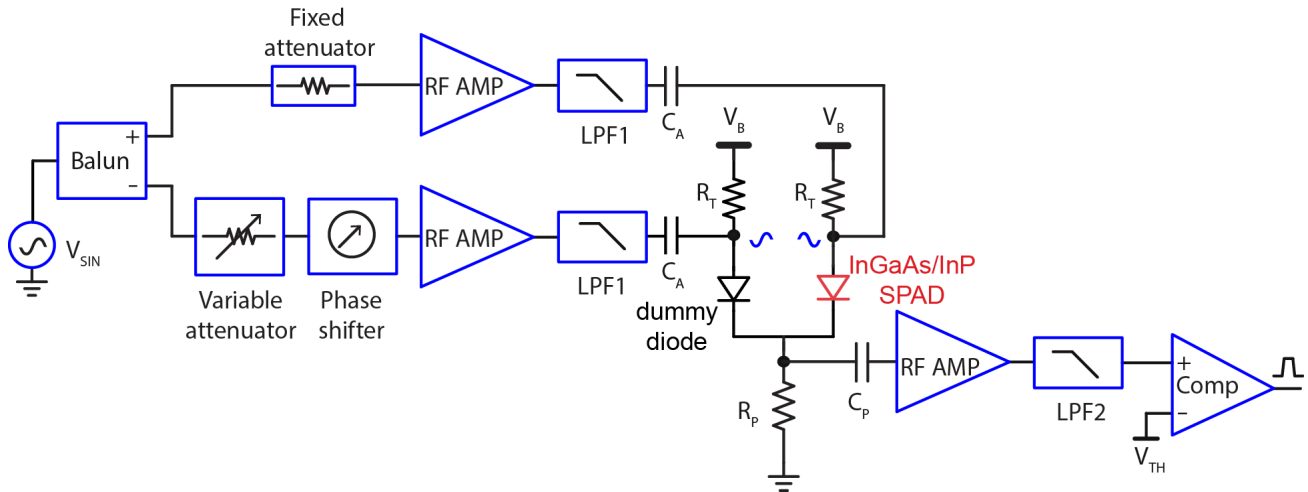 Fixed
attenuator
RF AMP
LPF1
C_A
V_B
V_B
R_T
R_T
Balun
+
−
V_SIN
Variable
attenuator
Phase
shifter
RF AMP
LPF1
C_A
dummy
diode
InGaAs/InP
SPAD
R_P
C_P
RF AMP
LPF2
+
−
Comp
V_TH